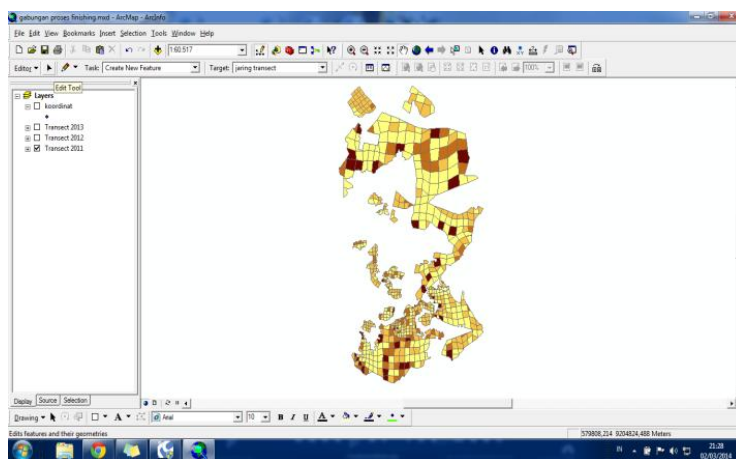 gabungan proses finishing.mxd - ArcMap - ArcInfo
File Edit View Bookmarks Insert Selection Tools Window Help
1:60.517
Editor Task: Create New Feature Target: jaring transect 100%
Edit Tool
Layers
koordinat
Transect 2013
Transect 2012
Transect 2011
Display Source Selection
Drawing A Arial 10 B I U A
Edits features and their geometries. 579808,214 9204824,488 Meters
IN 21:28
02/03/2014